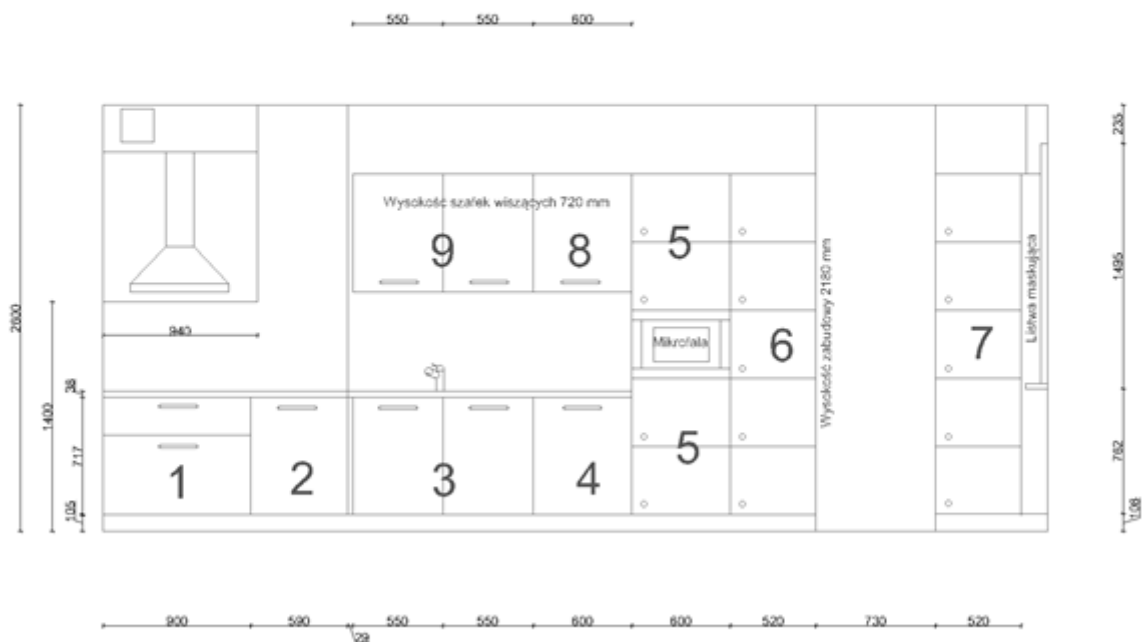 550 550 600
235
Wysokość szafek wiszących 720 mm
9 8 5
1495
Wysokość zabudowy 2180 mm
Listwa maskująca
2600
940
Mikrofala
6 7
38
1400
717
762
1 2 3 4 5
105
108
900 590 550 550 600 600 520 730 520
29